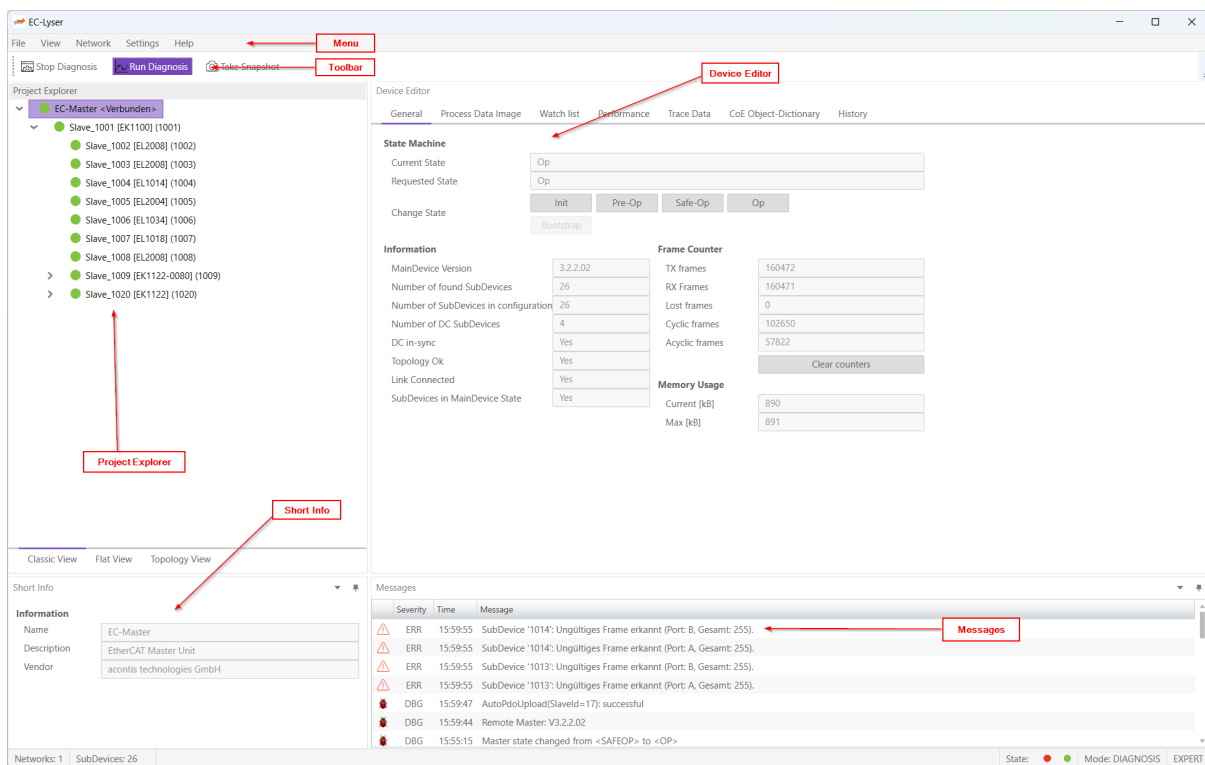 EC-Lyser
File View Network Settings Help
Menu
Stop Diagnosis Run Diagnosis Take Snapshot
Toolbar
Project Explorer
EC-Master <Verbunden>
Slave_1001 [EK1100] (1001)
Slave_1002 [EL2008] (1002)
Slave_1003 [EL2008] (1003)
Slave_1004 [EL1014] (1004)
Slave_1005 [EL2004] (1005)
Slave_1006 [EL1034] (1006)
Slave_1007 [EL1018] (1007)
Slave_1008 [EL2008] (1008)
Slave_1009 [EK1122-0080] (1009)
Slave_1020 [EK1122] (1020)
Project Explorer
Short Info
Classic View Flat View Topology View
Device Editor
Device Editor
General Process Data Image Watch list Performance Trace Data CoE Object-Dictionary History
State Machine
Current State Op
Requested State Op
Change State Init Pre-Op Safe-Op Op
Bootstrap
Information
MainDevice Version 3.2.2.02
Number of found SubDevices 26
Number of SubDevices in configuration 26
Number of DC SubDevices 4
DC in-sync Yes
Topology Ok Yes
Link Connected Yes
SubDevices in MainDevice State Yes
Frame Counter
TX frames 160472
RX Frames 160471
Lost frames 0
Cyclic frames 102650
Acyclic frames 57822
Clear counters
Memory Usage
Current [kB] 890
Max [kB] 891
Short Info
Information
Name EC-Master
Description EtherCAT Master Unit
Vendor acontis technologies GmbH
Messages
Severity Time Message
ERR 15:59:55 SubDevice '1014': Ungültiges Frame erkannt (Port: B, Gesamt: 255).
Messages
ERR 15:59:55 SubDevice '1014': Ungültiges Frame erkannt (Port: A, Gesamt: 255).
ERR 15:59:55 SubDevice '1013': Ungültiges Frame erkannt (Port: B, Gesamt: 255).
ERR 15:59:55 SubDevice '1013': Ungültiges Frame erkannt (Port: A, Gesamt: 255).
DBG 15:59:47 AutoPdoUpload(SlaveId=17): successful
DBG 15:59:44 Remote Master: V3.2.2.02
DBG 15:55:15 Master state changed from <SAFEOP> to <OP>
Networks: 1 SubDevices: 26 State: Mode: DIAGNOSIS EXPERT